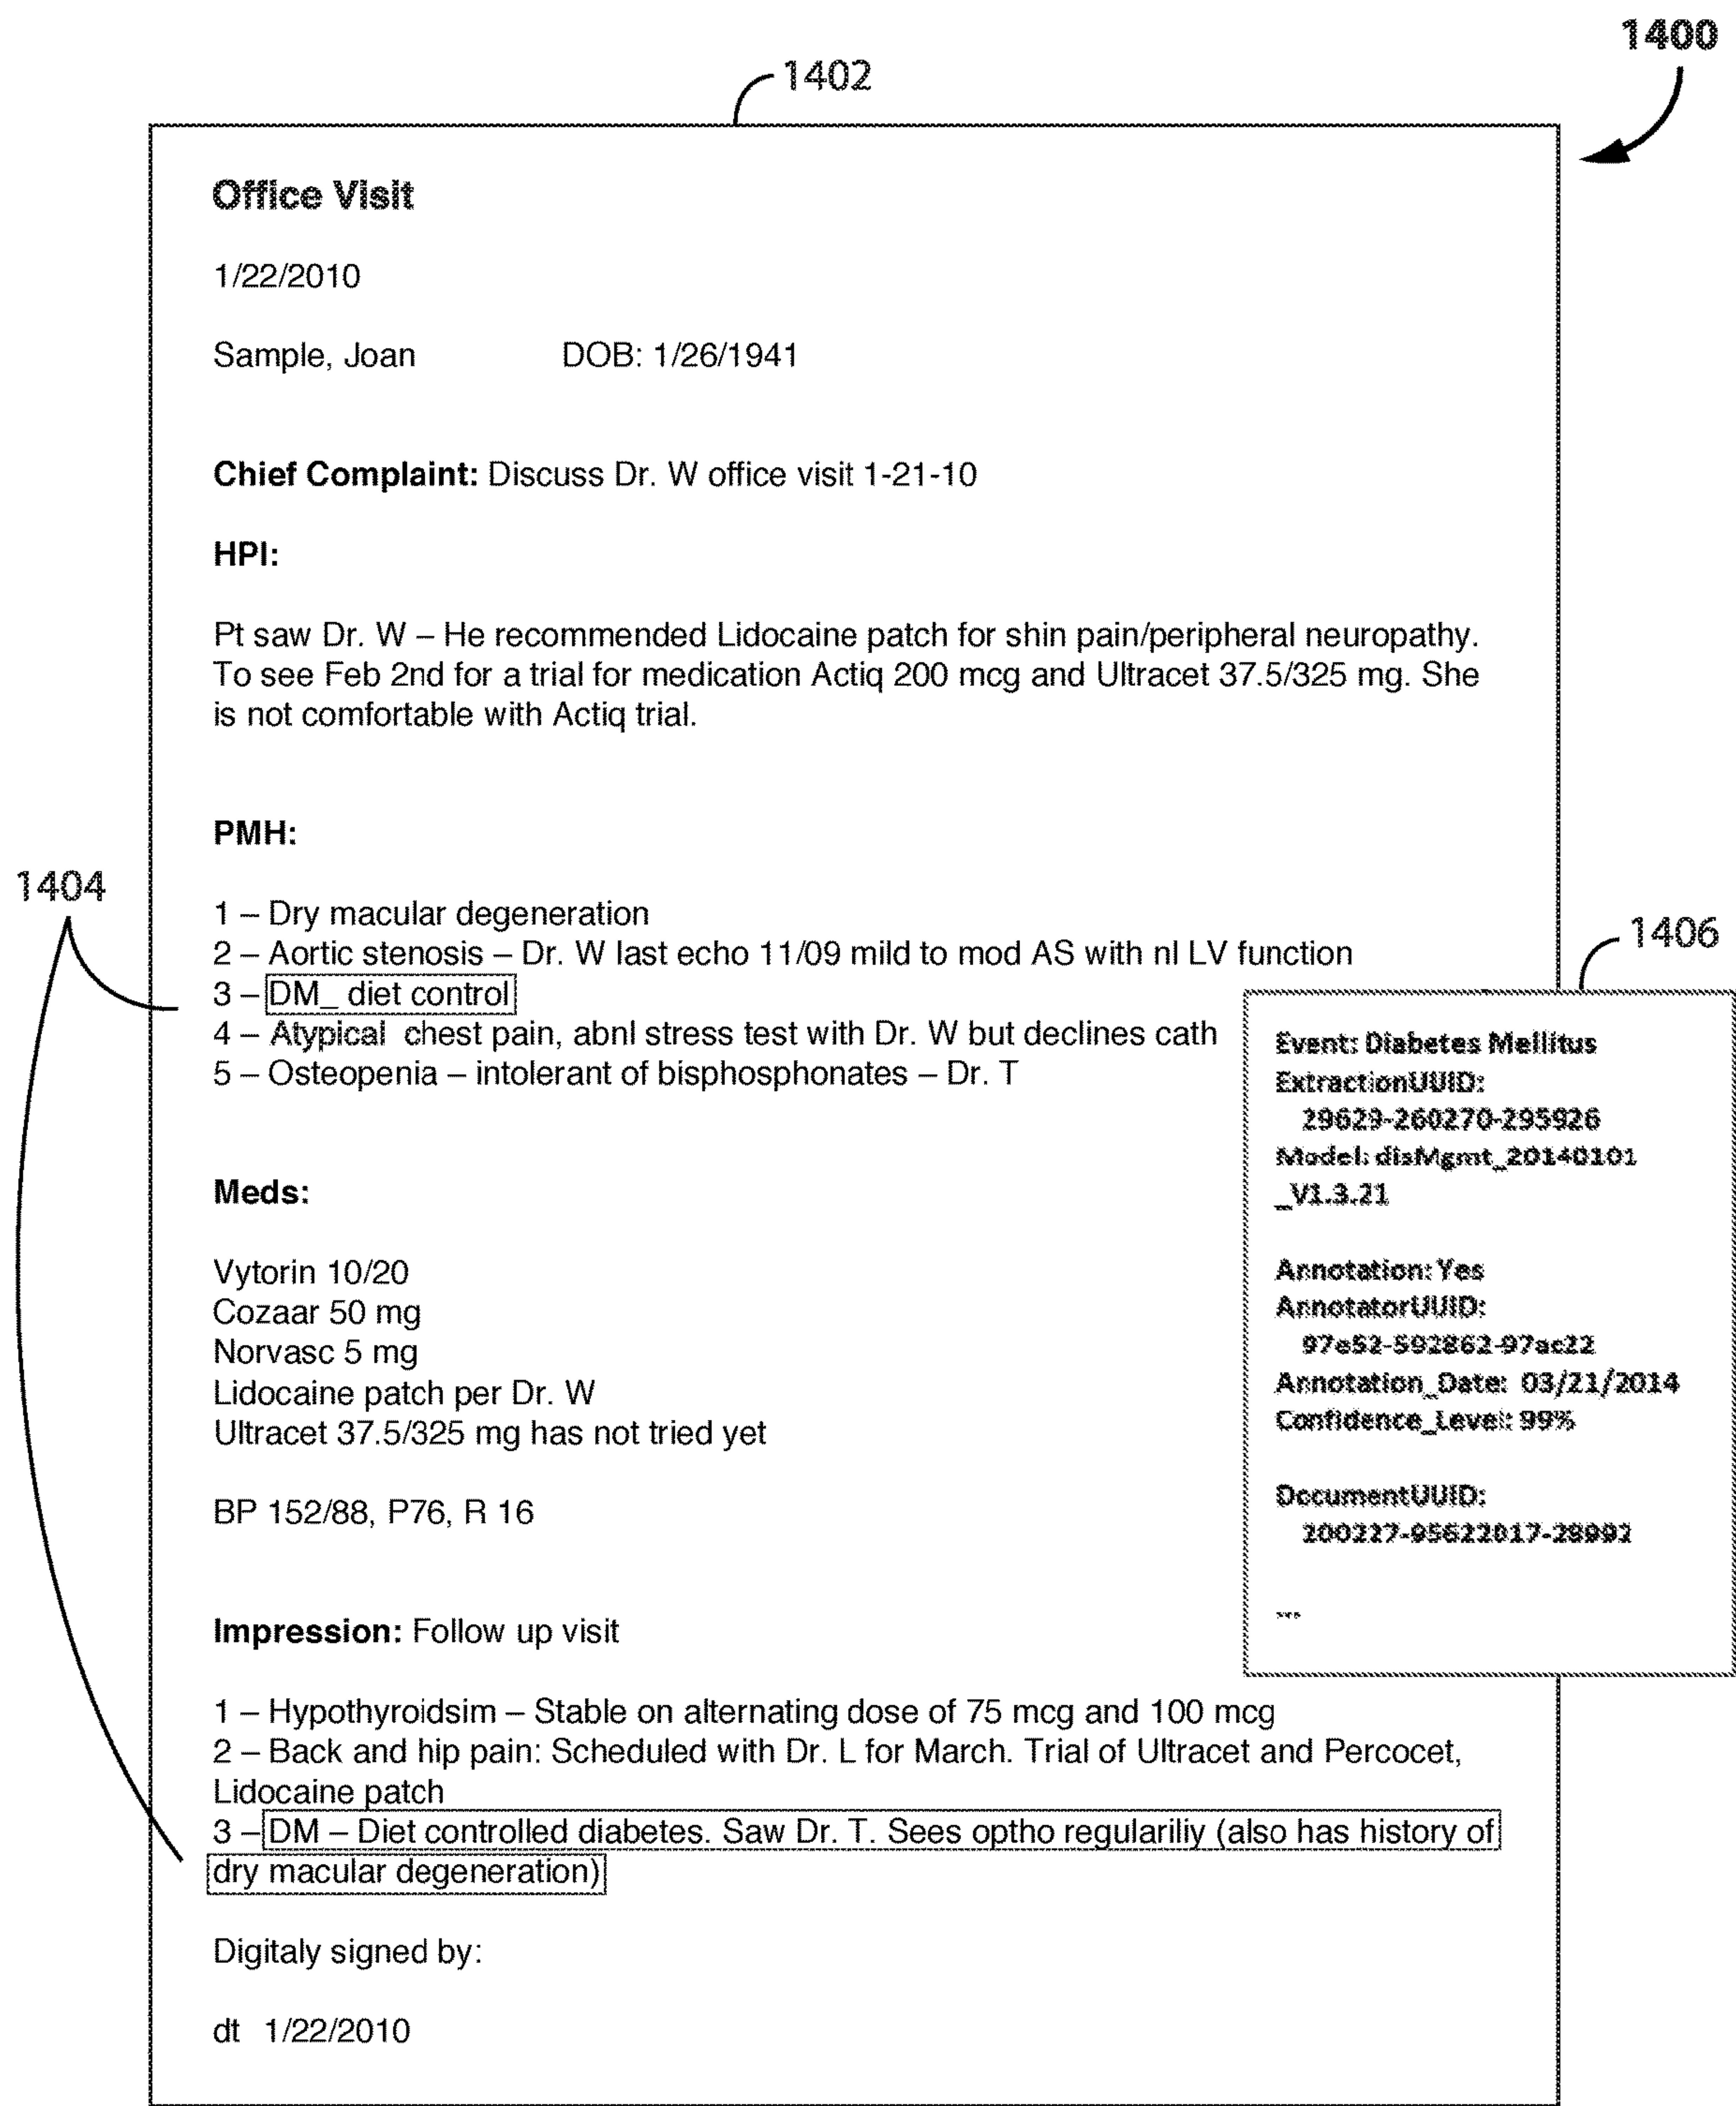 1400
1402
Office Visit
1/22/2010
Sample, Joan DOB: 1/26/1941
Chief Complaint: Discuss Dr. W office visit 1-21-10
HPI:
Pt saw Dr. W – He recommended Lidocaine patch for shin pain/peripheral neuropathy.
To see Feb 2nd for a trial for medication Actiq 200 mcg and Ultracet 37.5/325 mg. She
is not comfortable with Actiq trial.
PMH:
1404
1 – Dry macular degeneration
2 – Aortic stenosis – Dr. W last echo 11/09 mild to mod AS with nl LV function
3 – DM_ diet control
4 – Atypical chest pain, abnl stress test with Dr. W but declines cath
5 – Osteopenia – intolerant of bisphosphonates – Dr. T
Meds:
Vytorin 10/20
Cozaar 50 mg
Norvasc 5 mg
Lidocaine patch per Dr. W
Ultracet 37.5/325 mg has not tried yet
BP 152/88, P76, R 16
1406
Event: Diabetes Mellitus
ExtractionUUID:
29629-260270-295926
Model: disMgmt_20140101
_V1.3.21
Annotation: Yes
AnnotatorUUID:
97e52-592862-97ac22
Annotation_Date: 03/21/2014
Confidence_Level: 99%
DocumentUUID:
200227-95622017-28992
...
Impression: Follow up visit
1 – Hypothyroidsim – Stable on alternating dose of 75 mcg and 100 mcg
2 – Back and hip pain: Scheduled with Dr. L for March. Trial of Ultracet and Percocet,
Lidocaine patch
3 – DM – Diet controlled diabetes. Saw Dr. T. Sees optho regulariliy (also has history of
dry macular degeneration)
Digitaly signed by:
dt 1/22/2010